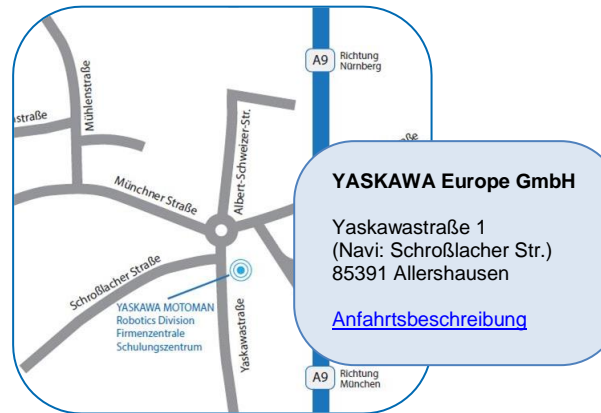 A9
Richtung
Nürnberg
Mühlenstraße
Münchner Straße
Albert-Schweizer-Str.
Schroßlacher Straße
YASKAWA MOTOMAN
Robotics Division
Firmenzentrale
Schulungszentrum
Yaskawastraße
A9
Richtung
München
YASKAWA Europe GmbH
Yaskawastraße 1
(Navi: Schroßlacher Str.)
85391 Allershausen
Anfahrtsbeschreibung